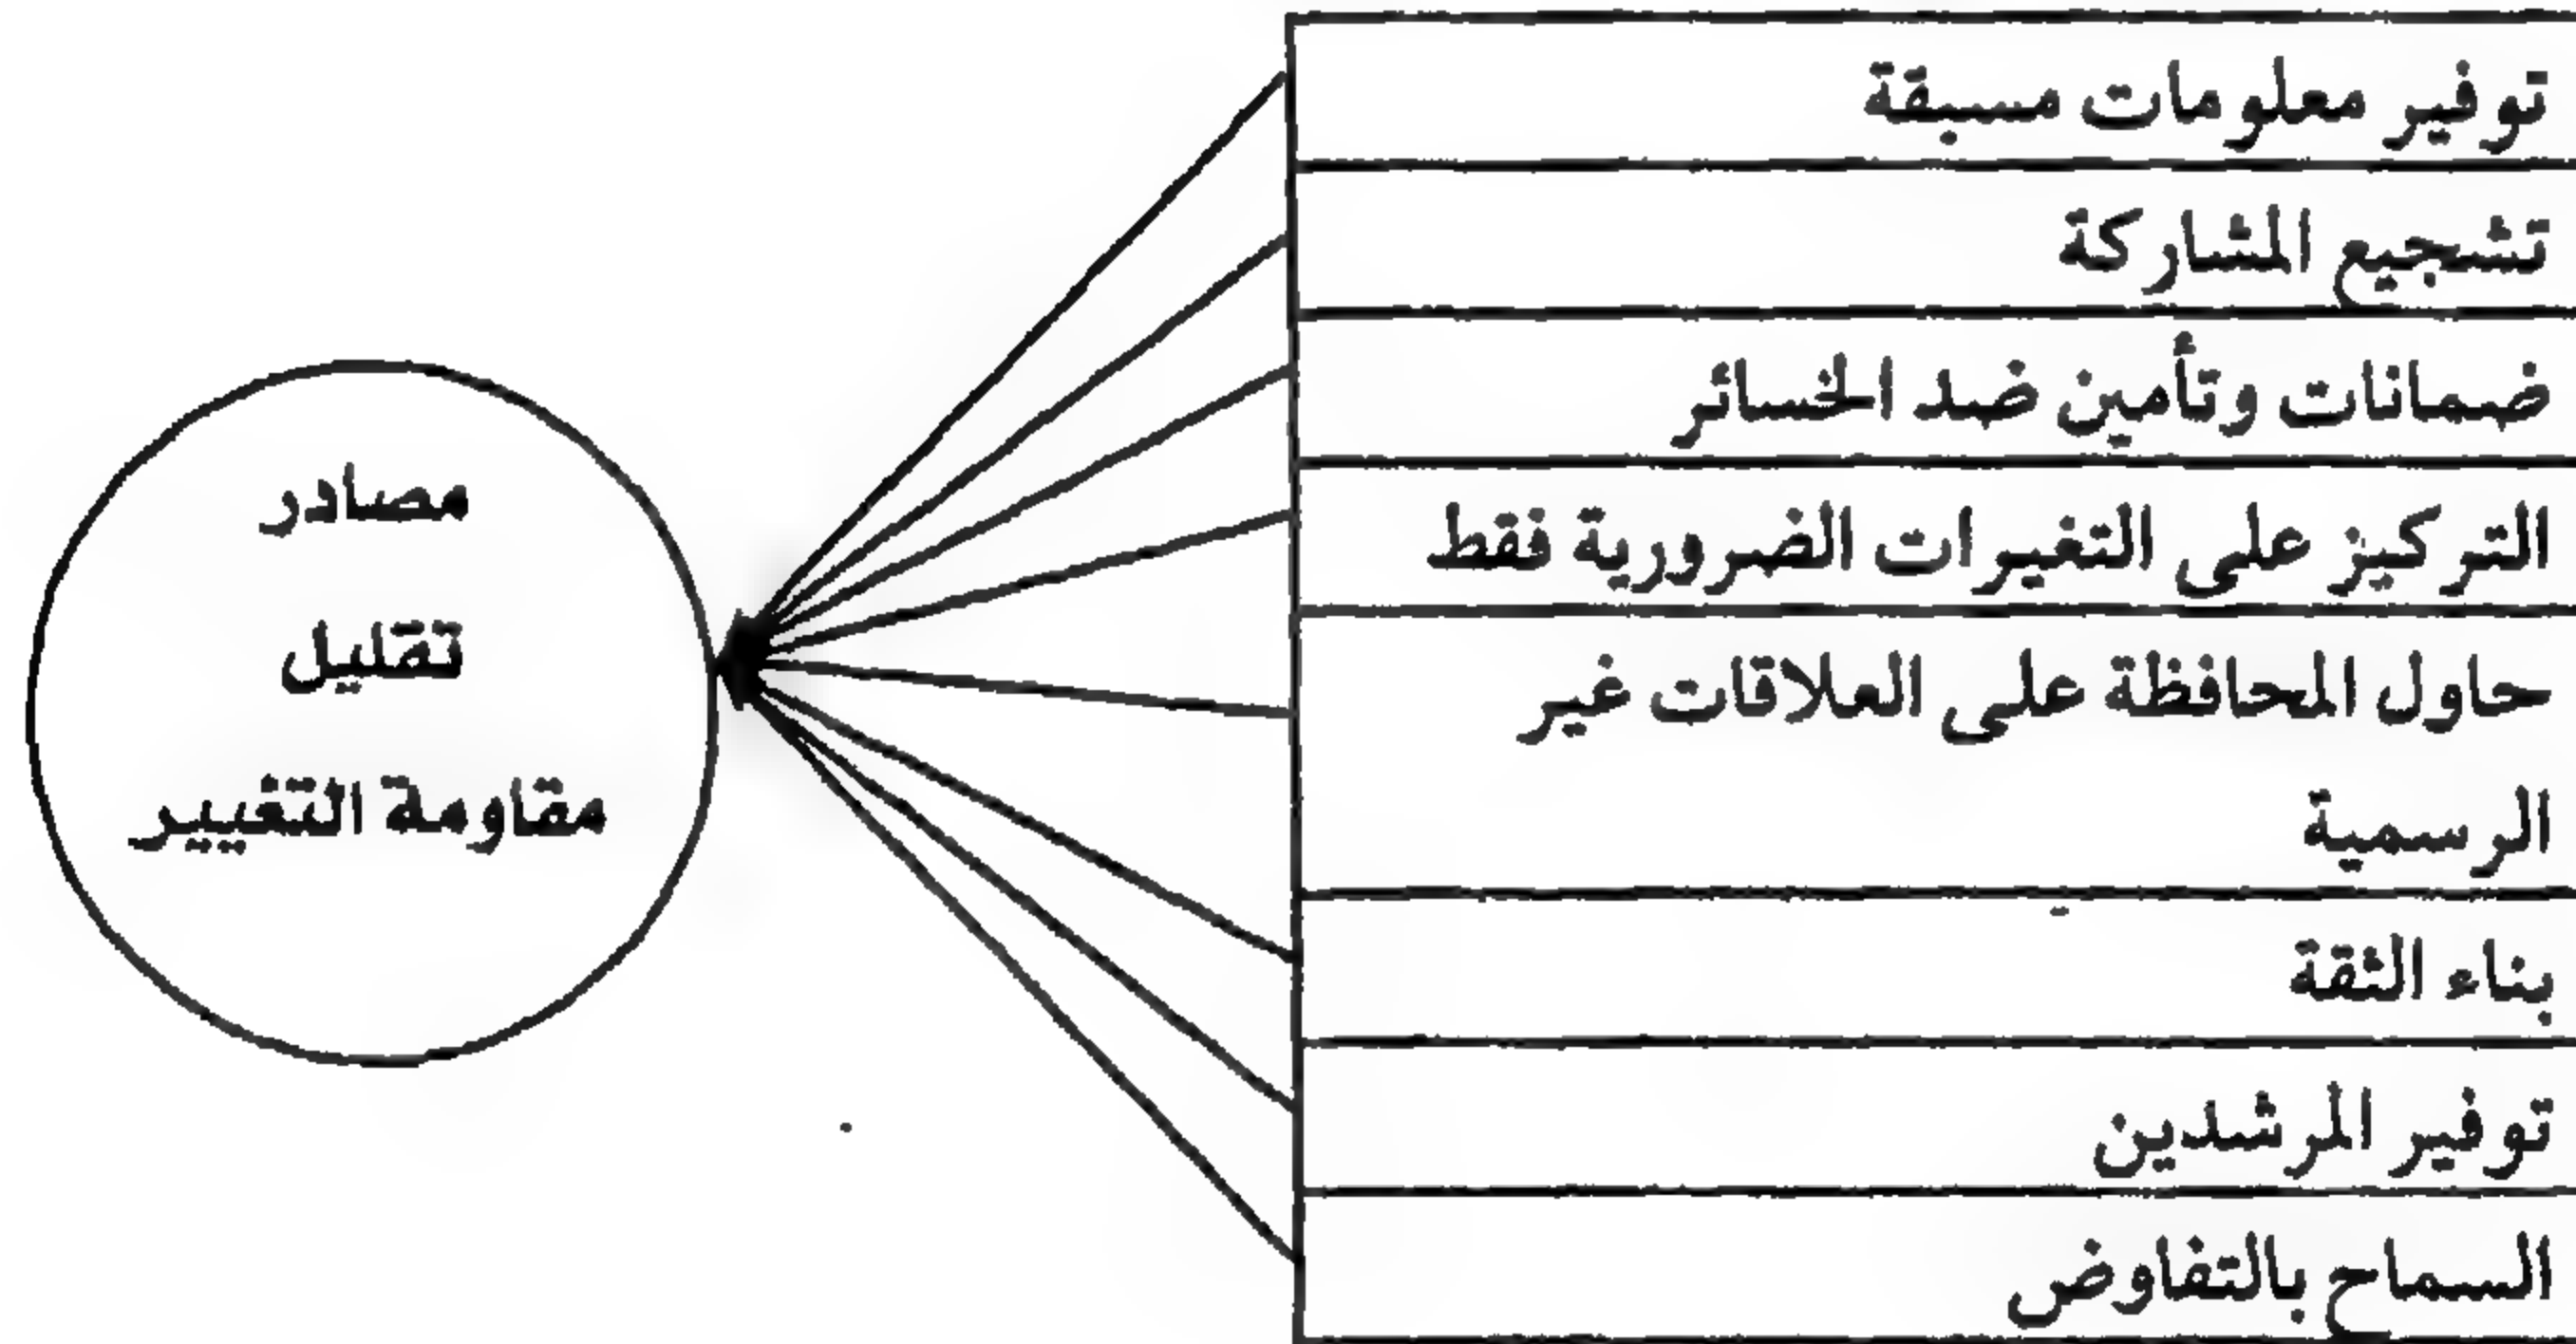 توفير معلومات مسبقة
تشجيع المشاركة
ضمانات وتأمين ضد الخسائر
التركيز على التغيرات الضرورية فقط
حاول المحافظة على العلاقات غير
الرسمية
بناء الثقة
توفير المرشدين
السماح بالتفاوض
مصادر
تقليل
مقاومة التغيير